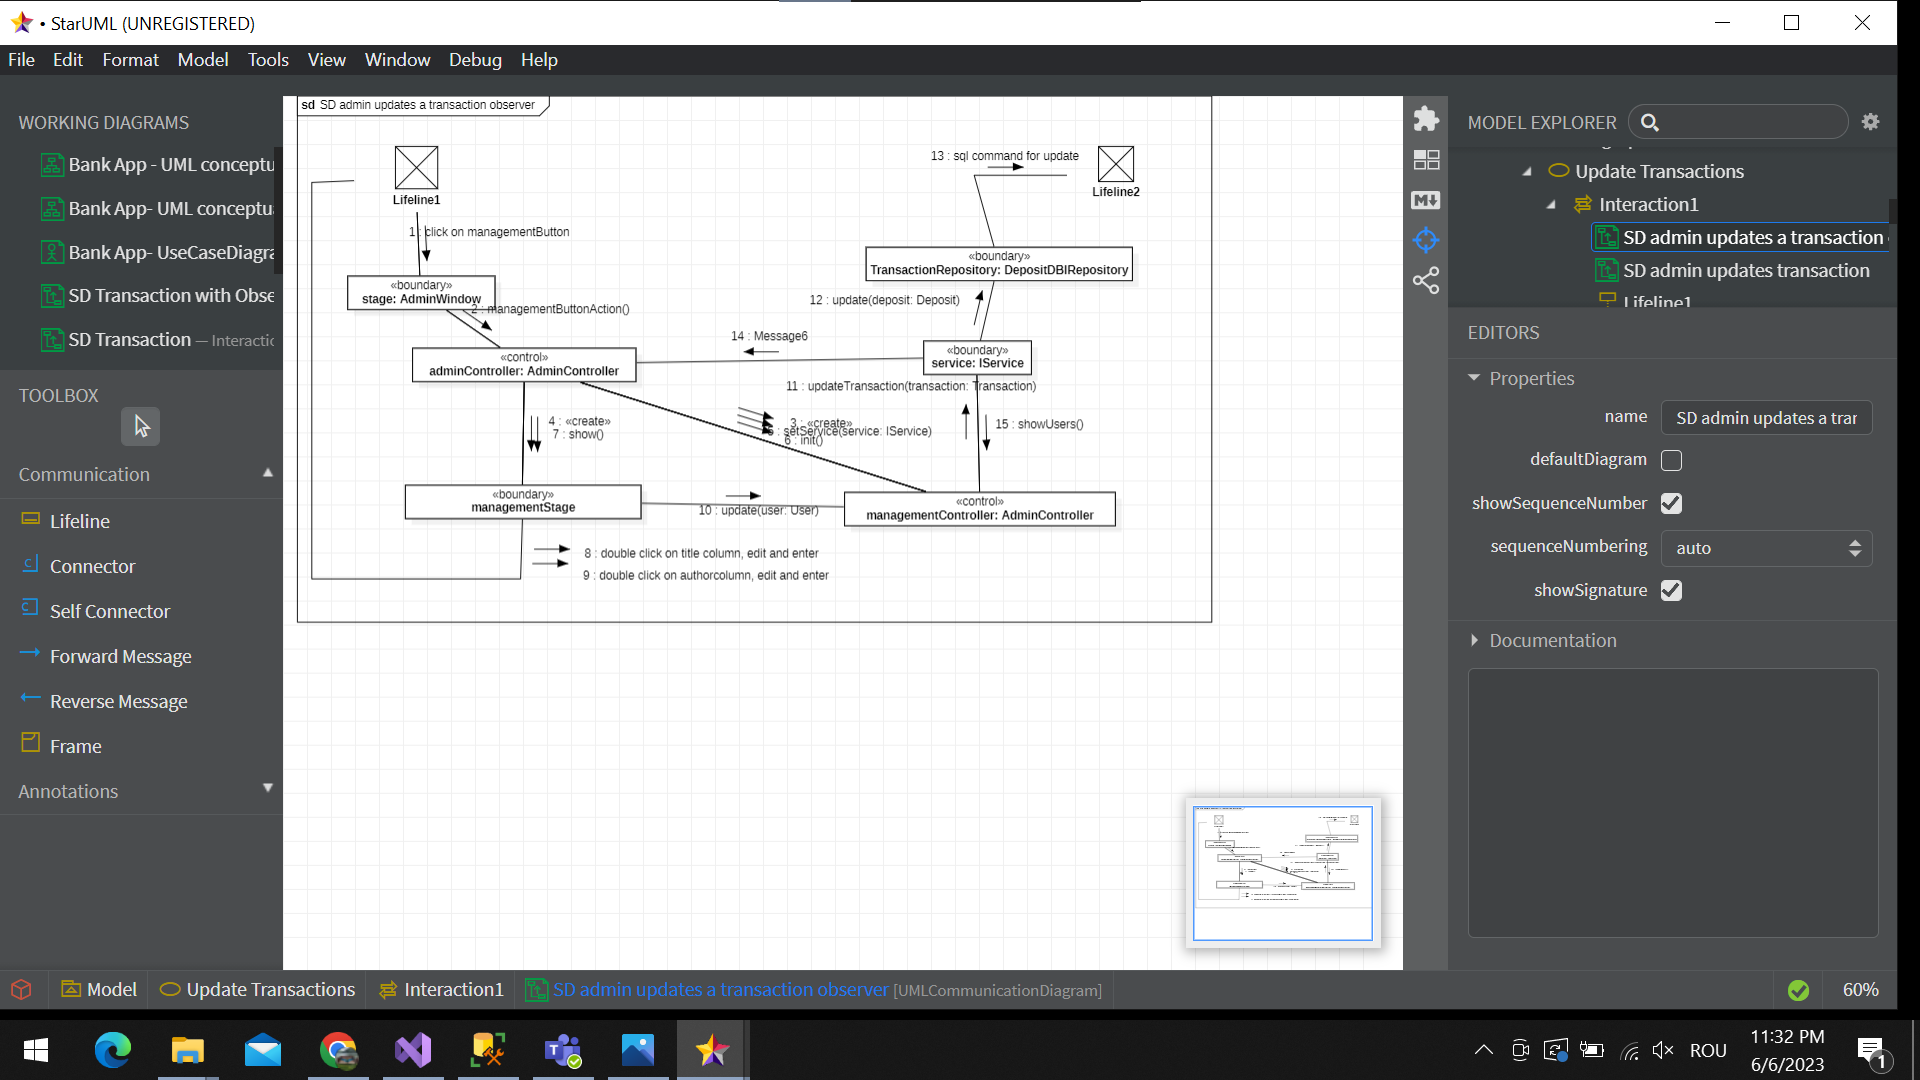 • StarUML (UNREGISTERED)
File Edit Format Model Tools View Window Debug Help
WORKING DIAGRAMS
Bank App - UML conceptu
Bank App- UML conceptua
Bank App- UseCaseDiagra
SD Transaction with Obse
SD Transaction — Interactio
TOOLBOX
Communication
Lifeline
Connector
Self Connector
Forward Message
Reverse Message
Frame
Annotations
sd SD admin updates a transaction observer
Lifeline1
1 : click on managementButton
«boundary»
stage: AdminWindow
2 : managementButtonAction()
«control»
adminController: AdminController
4 : «create»
7 : show()
3 : «create»
5 : setService(service: IService)
6 : init()
«boundary»
managementStage
10 : update(user: User)
8 : double click on title column, edit and enter
9 : double click on authorcolumn, edit and enter
13 : sql command for update
Lifeline2
«boundary»
TransactionRepository: DepositDBIRepository
12 : update(deposit: Deposit)
14 : Message6
«boundary»
service: IService
11 : updateTransaction(transaction: Transaction)
15 : showUsers()
«control»
managementController: AdminController
MODEL EXPLORER
Update Transactions
Interaction1
SD admin updates a transaction
SD admin updates transaction
Lifeline1
EDITORS
Properties
name SD admin updates a trar
defaultDiagram
showSequenceNumber
sequenceNumbering auto
showSignature
Documentation
Model Update Transactions Interaction1 SD admin updates a transaction observer [UMLCommunicationDiagram] 60%
ROU
11:32 PM
6/6/2023
1